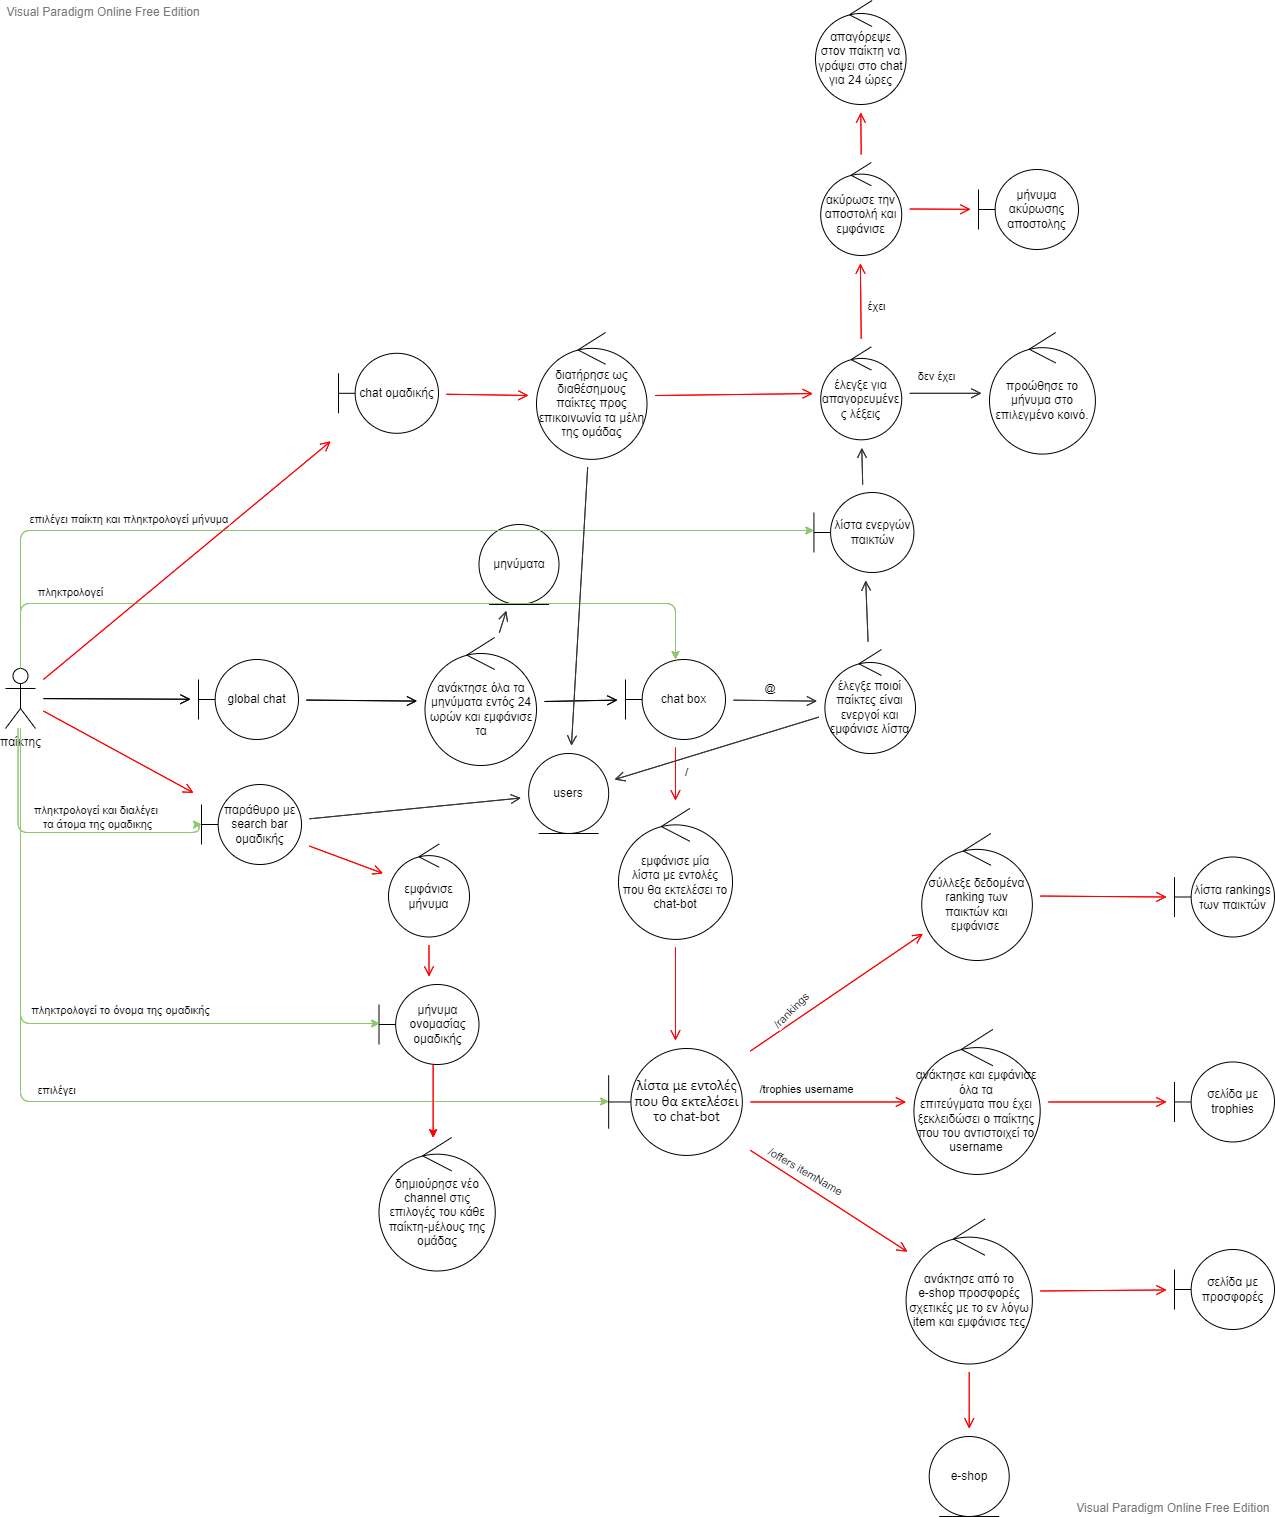 Visual Paradigm Online Free Edition
απαγόρεψε
στον παίκτη να
γράψει στο chat
για 24 ώρες
ακύρωσε την
αποστολή και
εμφάνισε
μήνυμα
ακύρωσης
αποστολης
έχει
chat ομαδικής
διατήρησε ως
διαθέσημους
παίκτες προς
επικοινωνία τα μέλη
της ομάδας
έλεγξε για
απαγορευμένε
ς λέξεις
δεν έχει
προώθησε το
μήνυμα στο
επιλεγμένο κοινό.
επιλέγει παίκτη και πληκτρολογεί μήνυμα
λίστα ενεργών
παικτών
μηνύματα
πληκτρολογεί
παίκτης
global chat
ανάκτησε όλα τα
μηνύματα εντός 24
ωρών και εμφάνισε
τα
chat box
@
έλεγξε ποιοί
παίκτες είναι
ενεργοί και
εμφάνισε λίστα
/
users
πληκτρολογεί και διαλέγει
τα άτομα της ομαδικης
παράθυρο με
search bar
ομαδικής
εμφάνισε
μήνυμα
εμφάνισε μία
λίστα με εντολές
που θα εκτελέσει το
chat-bot
σύλλεξε δεδομένα
ranking των
παικτών και
εμφάνισε
λίστα rankings
των παικτών
πληκτρολογεί το όνομα της ομαδικής
μήνυμα
ονομασίας
ομαδικής
/rankings
επιλέγει
λίστα με εντολές
που θα εκτελέσει
το chat-bot
/trophies username
ανάκτησε και εμφάνισε
όλα τα
επιτεύγματα που έχει
ξεκλειδώσει ο παίκτης
που του αντιστοιχεί το
username
σελίδα με
trophies
/offers itemName
δημιούρησε νέο
channel στις
επιλογές του κάθε
παίκτη-μέλους της
ομάδας
ανάκτησε από το
e-shop προσφορές
σχετικές με το εν λόγω
item και εμφάνισε τες
σελίδα με
προσφορές
e-shop
Visual Paradigm Online Free Edition